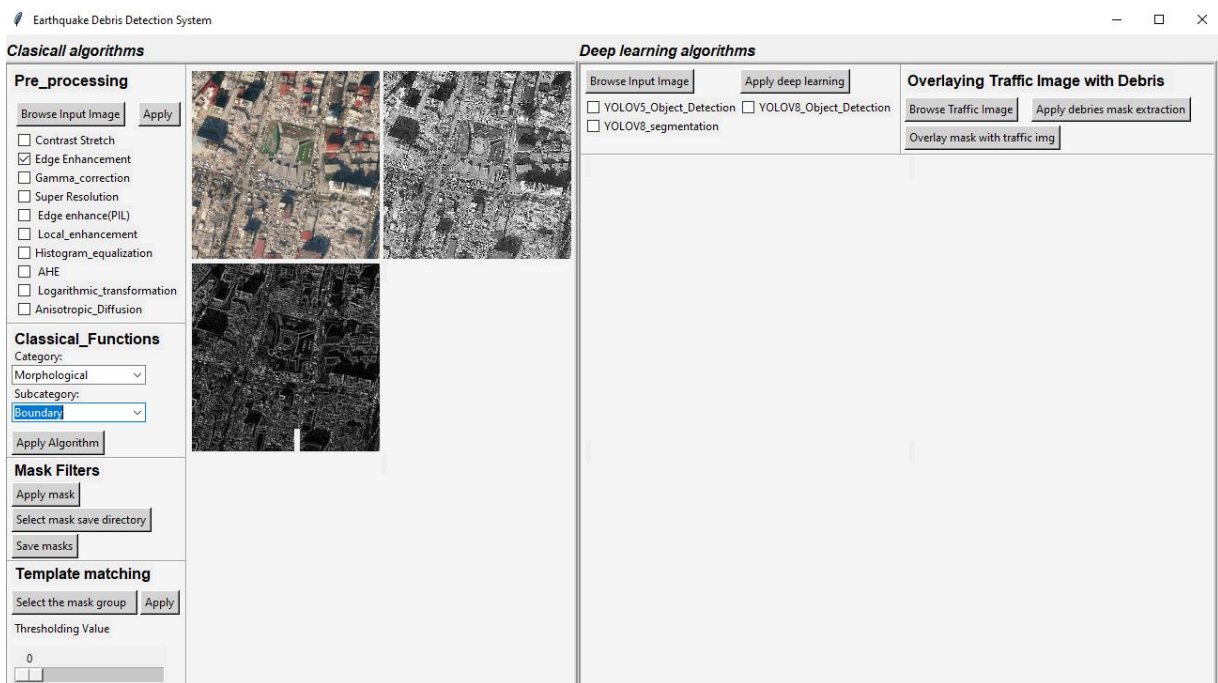 Earthquake Debris Detection System
Clasicall algorithms
Pre_processing
Browse Input Image Apply
Contrast Stretch
Edge Enhancement
Gamma_correction
Super Resolution
Edge enhance(PIL)
Local_enhancement
Histogram_equalization
AHE
Logarithmic_transformation
Anisotropic_Diffusion
Classical_Functions
Category:
Morphological
Subcategory:
Boundary
Apply Algorithm
Mask Filters
Apply mask
Select mask save directory
Save masks
Template matching
Select the mask group Apply
Thresholding Value
0
Deep learning algorithms
Browse Input Image Apply deep learning
YOLOV5_Object_Detection YOLOV8_Object_Detection
YOLOV8_segmentation
Overlaying Traffic Image with Debris
Browse Traffic Image Apply debries mask extraction
Overlay mask with traffic img